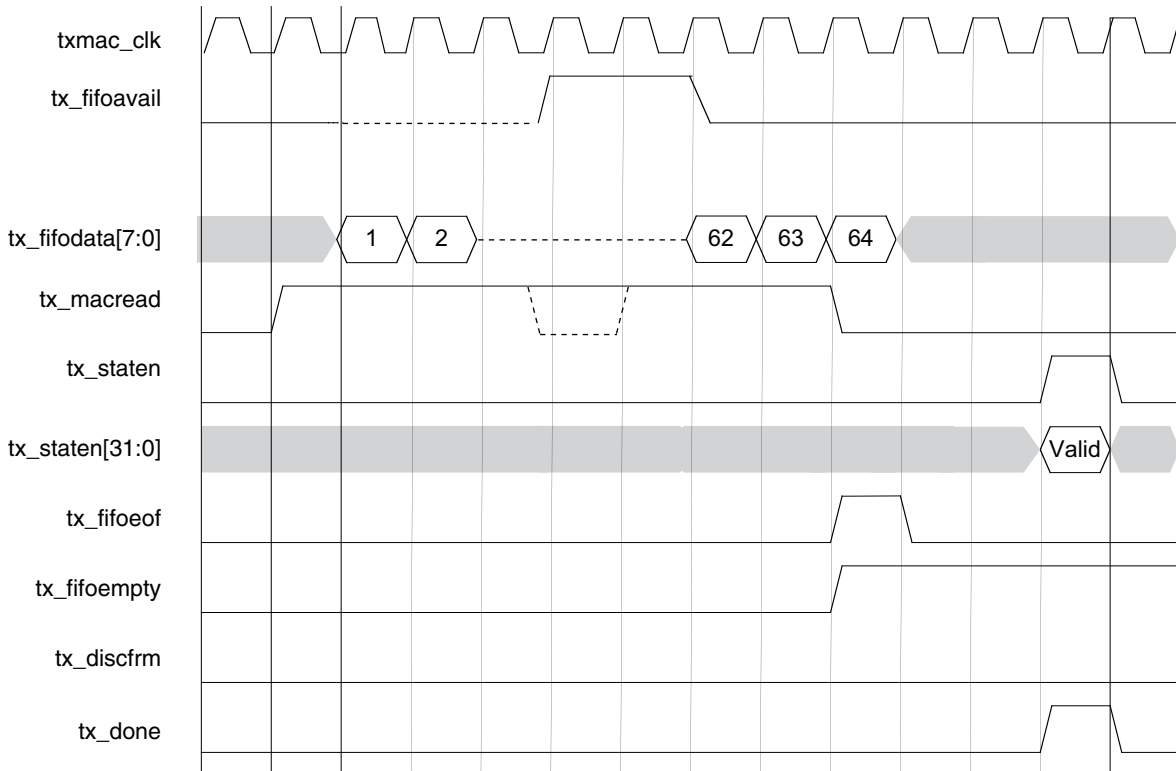 txmac_clk
tx_fifoavail
tx_fifodata[7:0] 1 2 62 63 64
tx_macread
tx_staten
tx_staten[31:0] Valid
tx_fifoeof
tx_fifoempty
tx_discfrm
tx_done